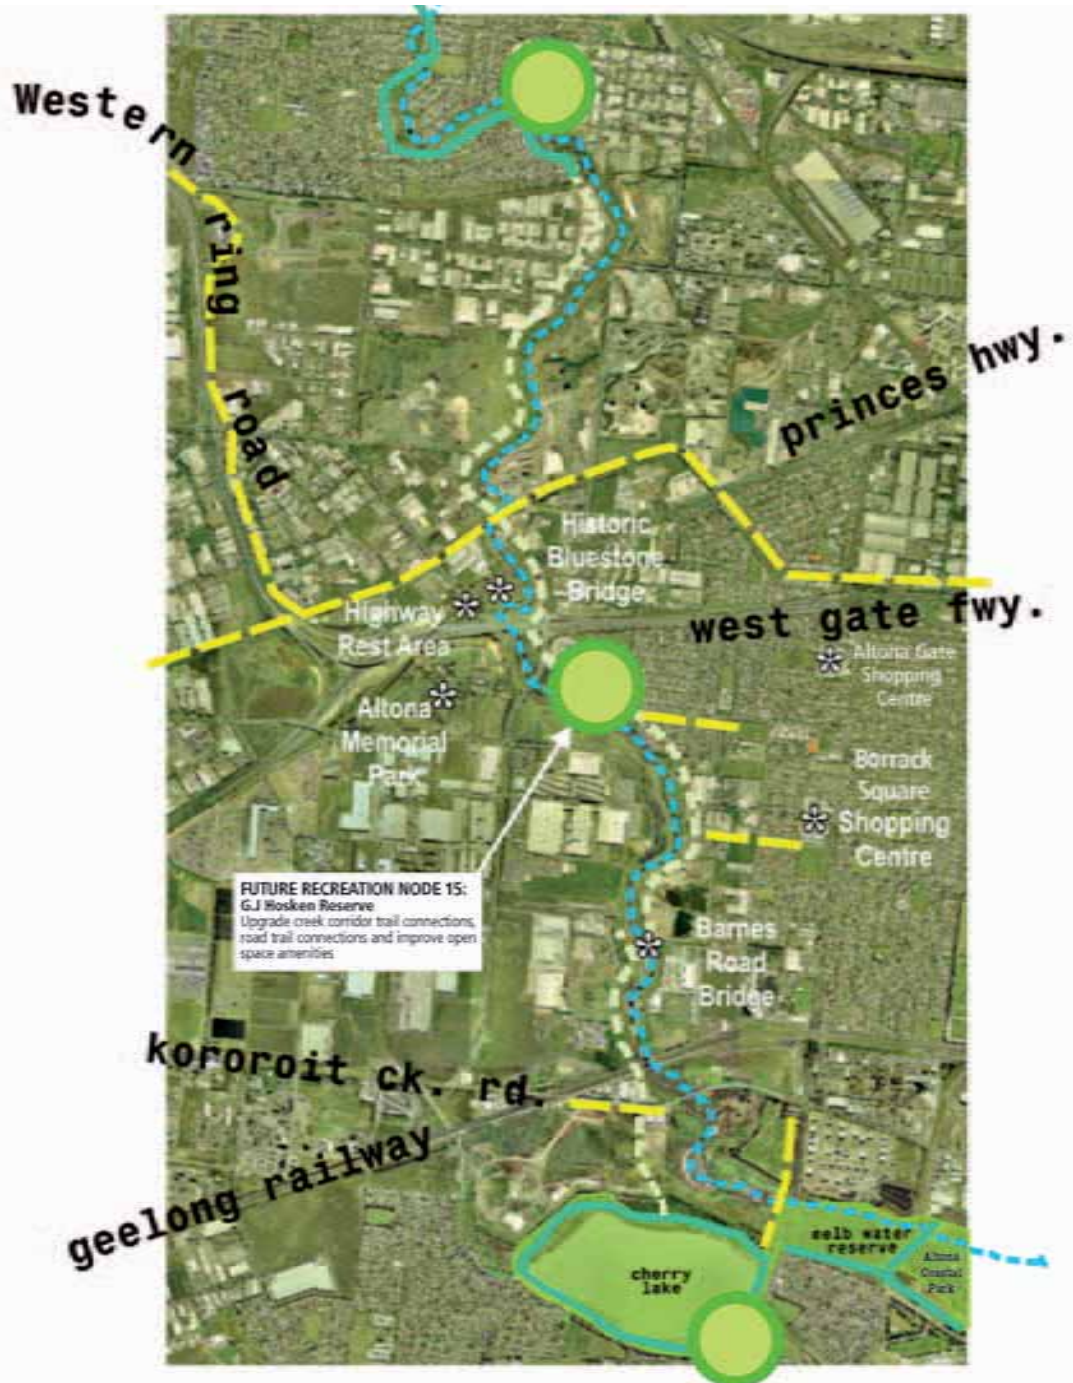 Western
ring
road
princes hwy.
Historic
Bluestone
Bridge
Highway
Rest Area
west gate fwy.
Altona Gate
Shopping
Centre
Altona
Memorial
Park
Borrack
Square
Shopping
Centre
FUTURE RECREATION NODE 15:
G.J Hosken Reserve
Upgrade creek corridor trail connections,
road trail connections and improve open
space amenities
Barnes
Road
Bridge
kororoit ck. rd.
geelong railway
melb water
reserve
Altona
Coastal
Park
cherry
lake